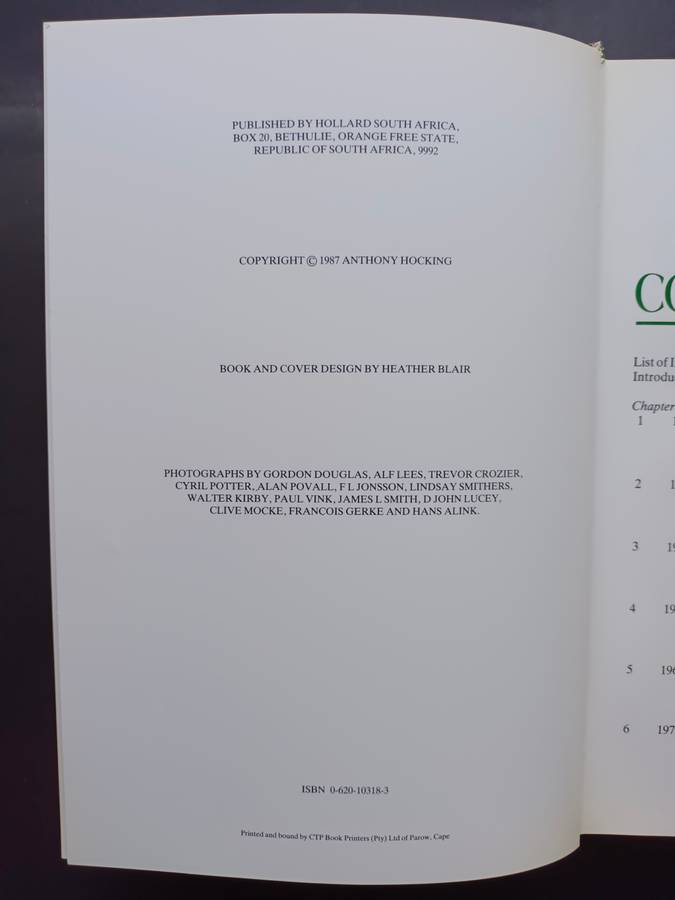 PUBLISHED BY HOLLARD SOUTH AFRICA,
BOX 20, BETHULIE, ORANGE FREE STATE,
REPUBLIC OF SOUTH AFRICA, 9992
COPYRIGHT © 1987 ANTHONY HOCKING
BOOK AND COVER DESIGN BY HEATHER BLAIR
PHOTOGRAPHS BY GORDON DOUGLAS, ALF LEES, TREVOR CROZIER,
CYRIL POTTER, ALAN POVALL, F L JONSSON, LINDSAY SMITHERS,
WALTER KIRBY, PAUL VINK, JAMES L SMITH, D JOHN LUCEY,
CLIVE MOCKE, FRANCOIS GERKE AND HANS ALINK.
ISBN 0-620-10318-3
Printed and bound by CTP Book Printers (Pty) Ltd of Parow, Cape
List of
Chapter
1
2
3
4
5
6